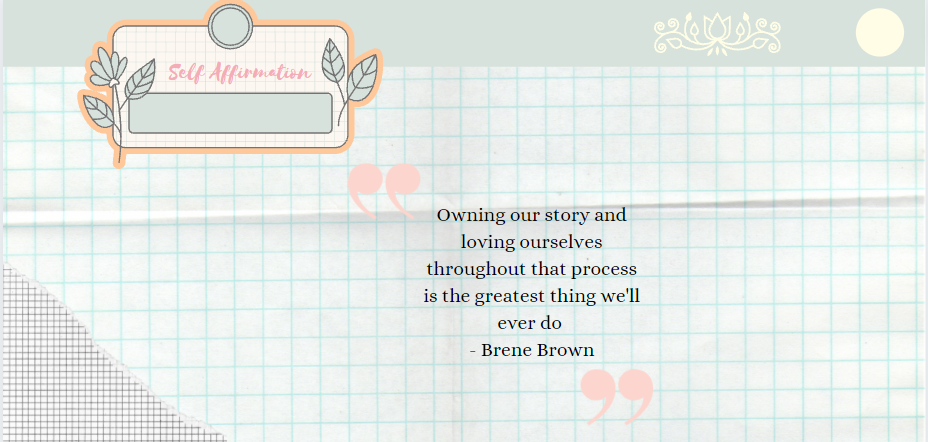 Self Affirmation
Owning our story and
loving ourselves
throughout that process
is the greatest thing we'll
ever do
- Brene Brown